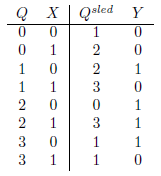 Q X Q^sled Y
0 0 1 0
0 1 2 0
1 0 2 1
1 1 3 0
2 0 0 1
2 1 3 1
3 0 1 1
3 1 1 0